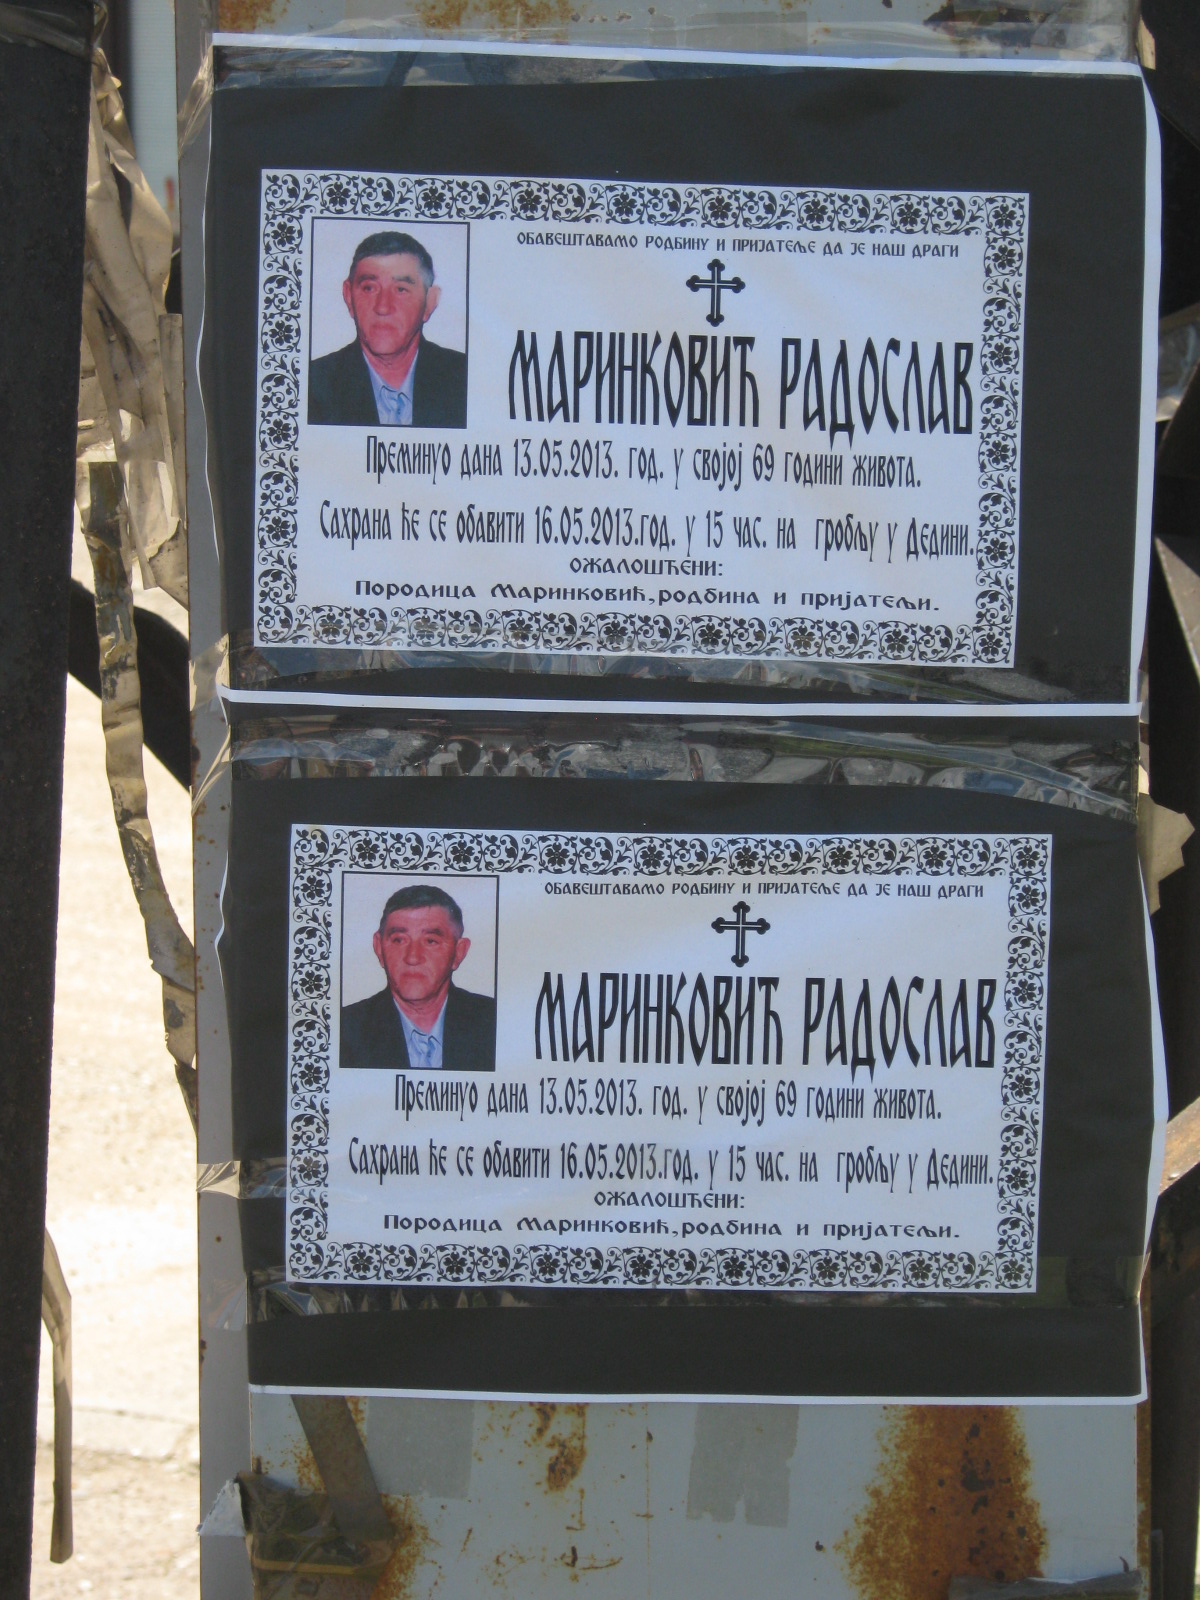 ОБАВЕШТАВАМО РОДБИНУ И ПРИЈАТЕЉЕ ДА ЈЕ НАШ ДРАГИ
МАРИНКОВИЋ РАДОСЛАВ
Преминуо дана 13.05.2013. год. у својој 69 години живота.
Сахрана ће се обавити 16.05.2013.год. у 15 час. на гробљу у Дедини.
ОЖАЛОШЋЕНИ:
Породица Маринковић,родбина и пријатељи.
ОБАВЕШТАВАМО РОДБИНУ И ПРИЈАТЕЉЕ ДА ЈЕ НАШ ДРАГИ
МАРИНКОВИЋ РАДОСЛАВ
Преминуо дана 13.05.2013. год. у својој 69 години живота.
Сахрана ће се обавити 16.05.2013.год. у 15 час. на гробљу у Дедини.
ОЖАЛОШЋЕНИ:
Породица Маринковић,родбина и пријатељи.